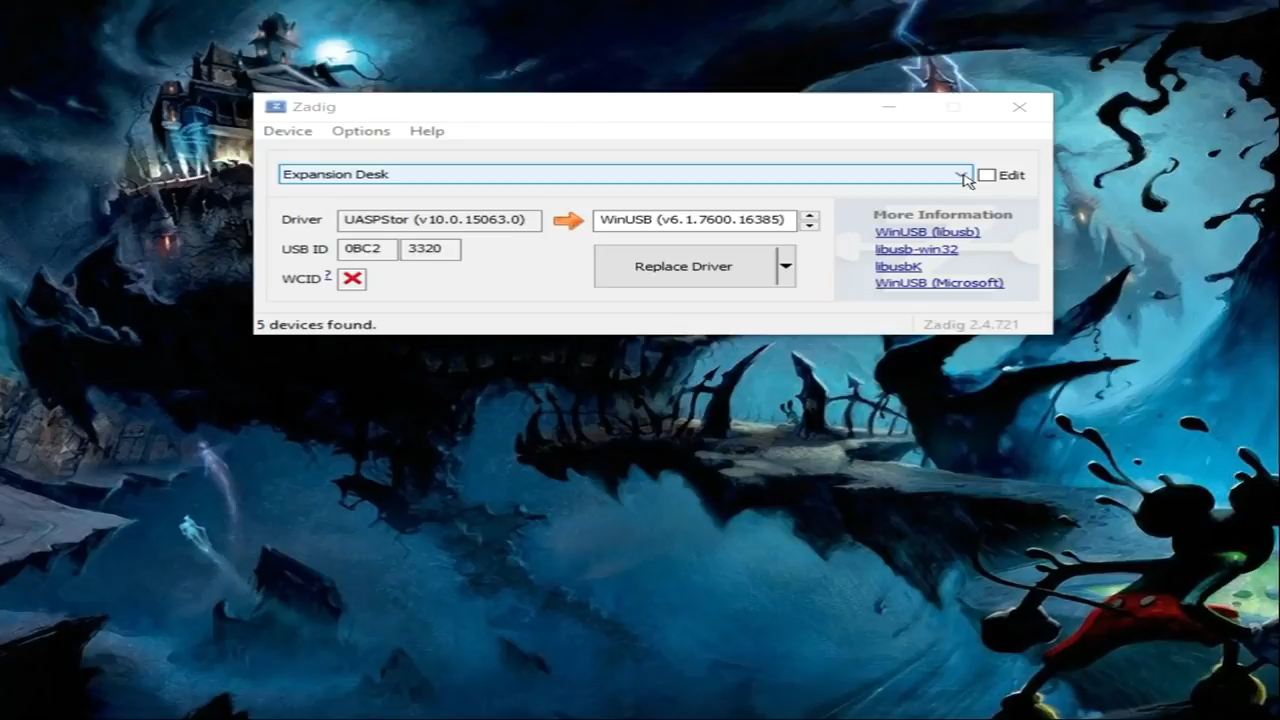 Zadig
Device Options Help
Expansion Desk
Edit
Driver UASPStor (v10.0.15063.0) WinUSB (v6.1.7600.16385)
USB ID 0BC2 3320
WCID ?
Replace Driver
More Information
WinUSB (libusb)
libusb-win32
libusbK
WinUSB (Microsoft)
5 devices found.
Zadig 2.4.721